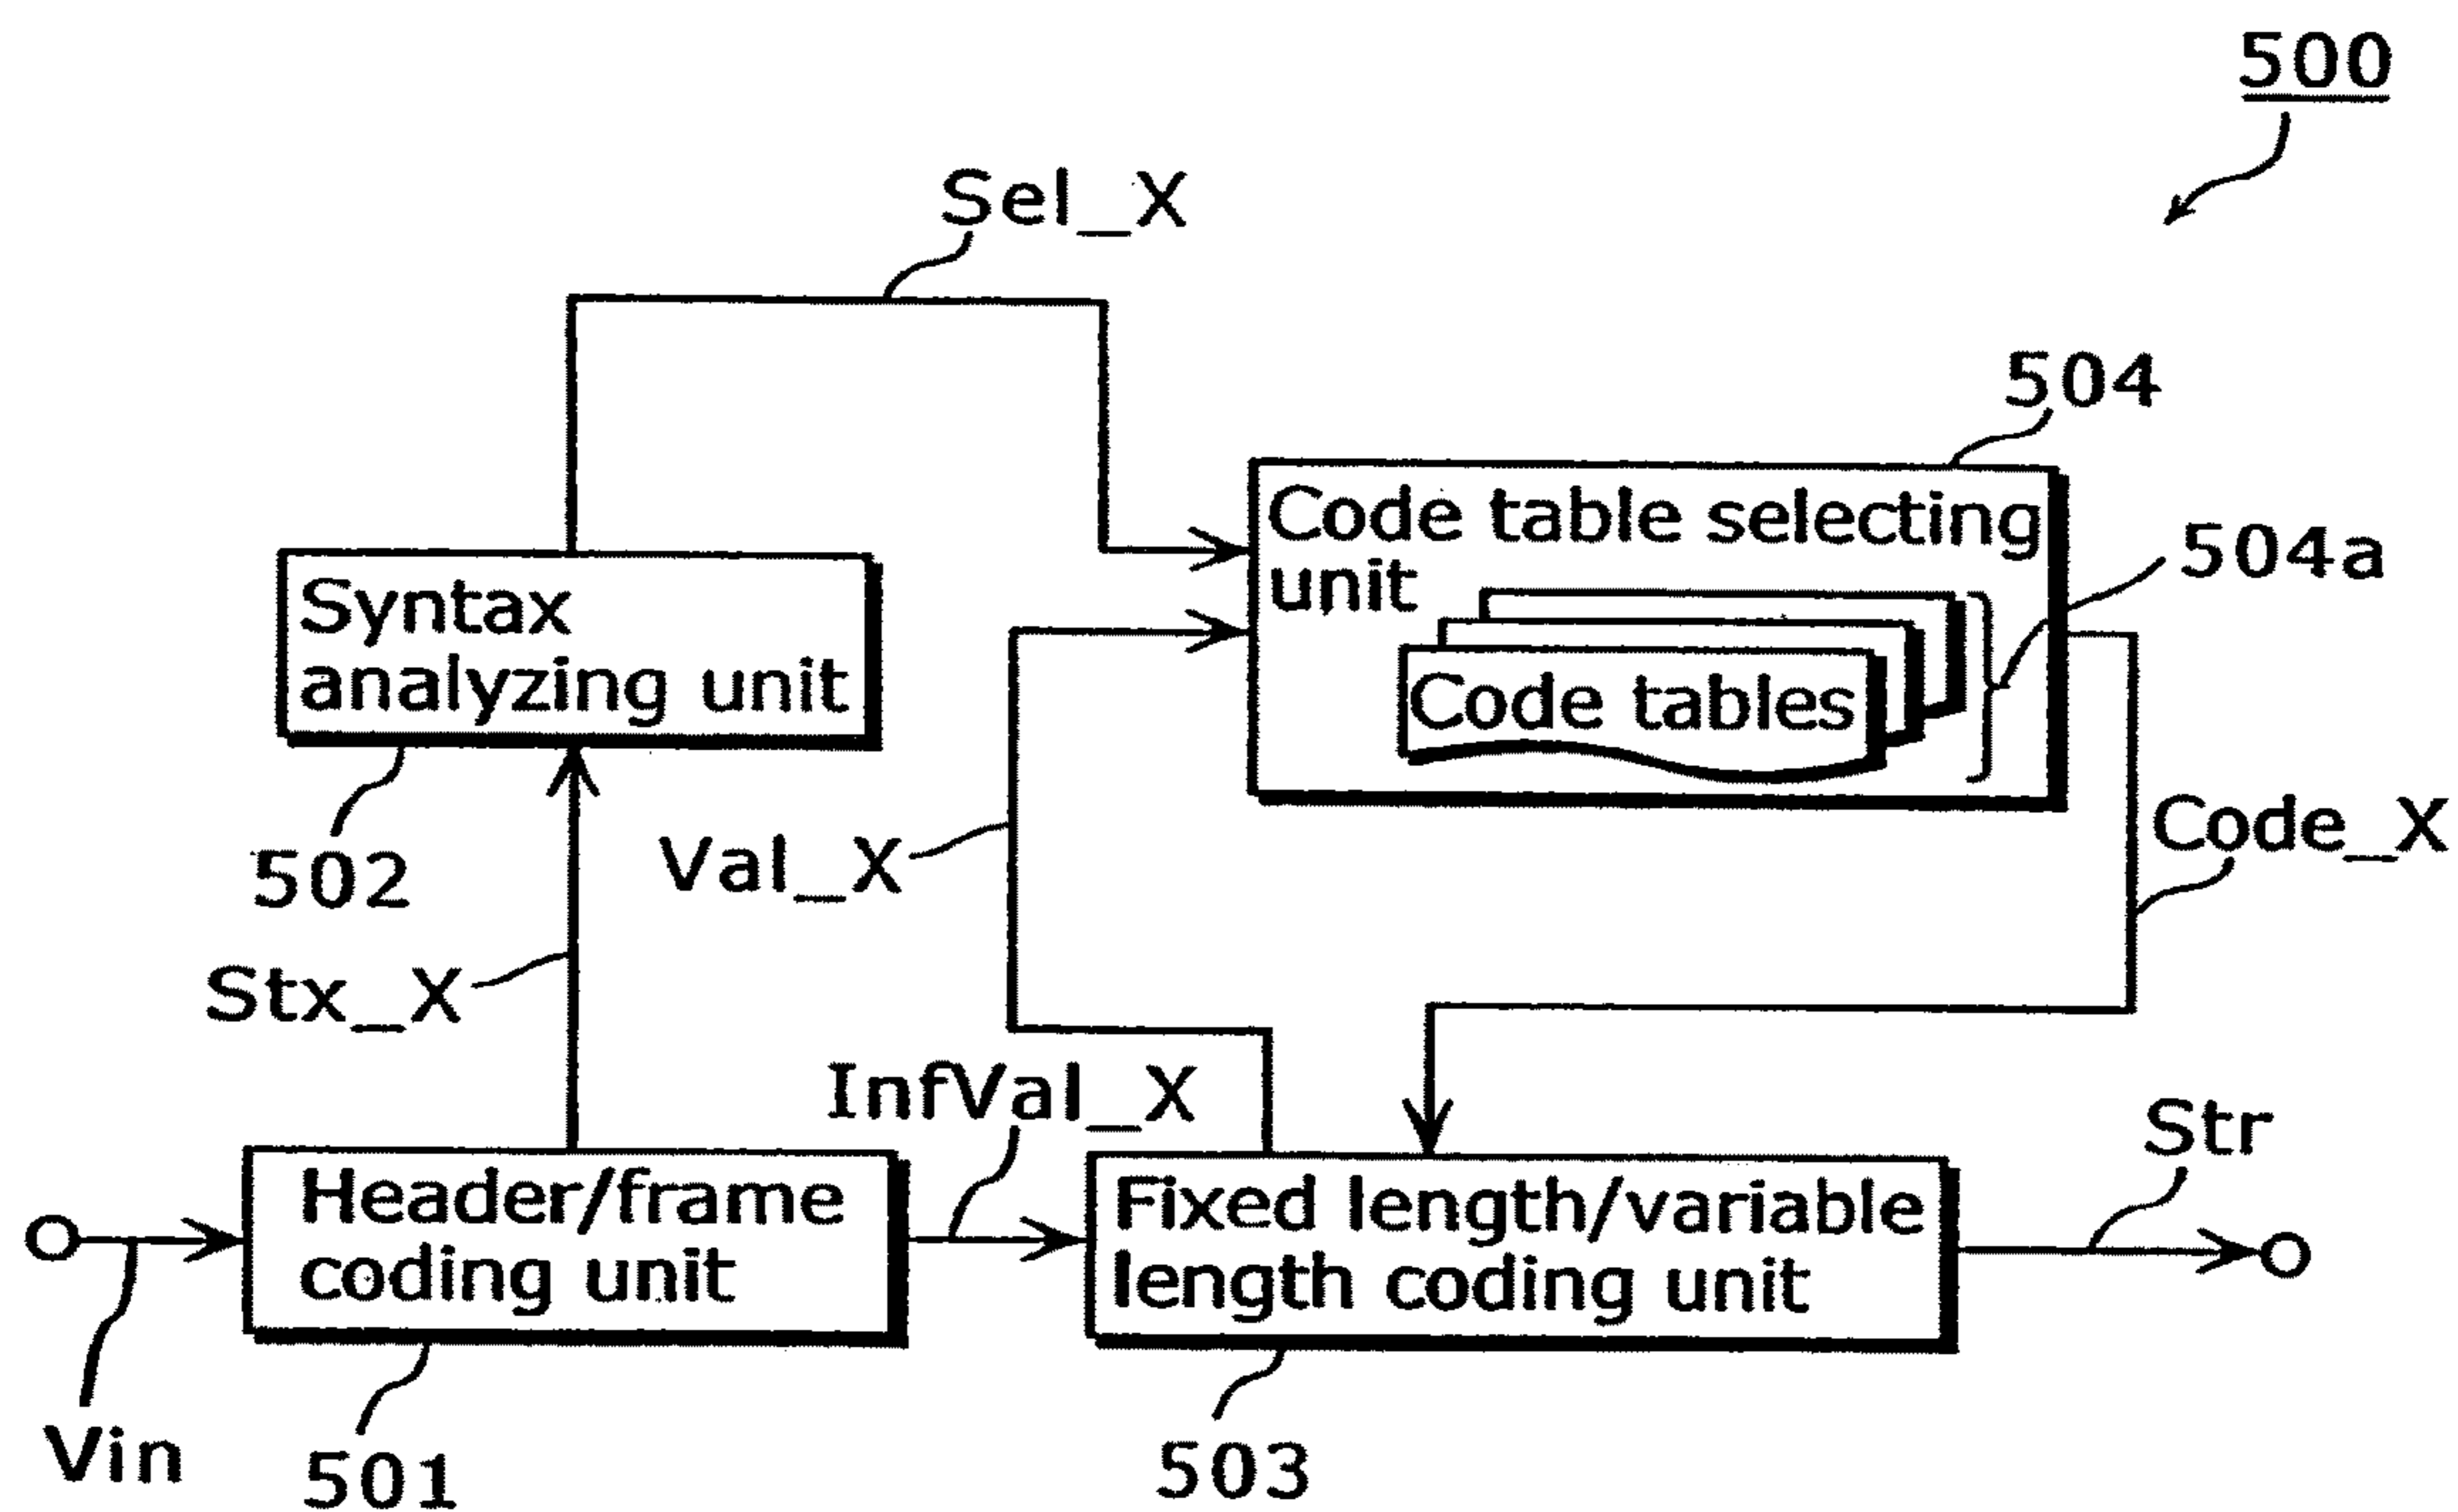 500
Sel_X
504
Code table selecting
unit
504a
Syntax
analyzing unit
Code tables
502
Val_X
Code_X
Stx_X
InfVal_X
Str
Header/frame
coding unit
Fixed length/variable
length coding unit
Vin
501
503